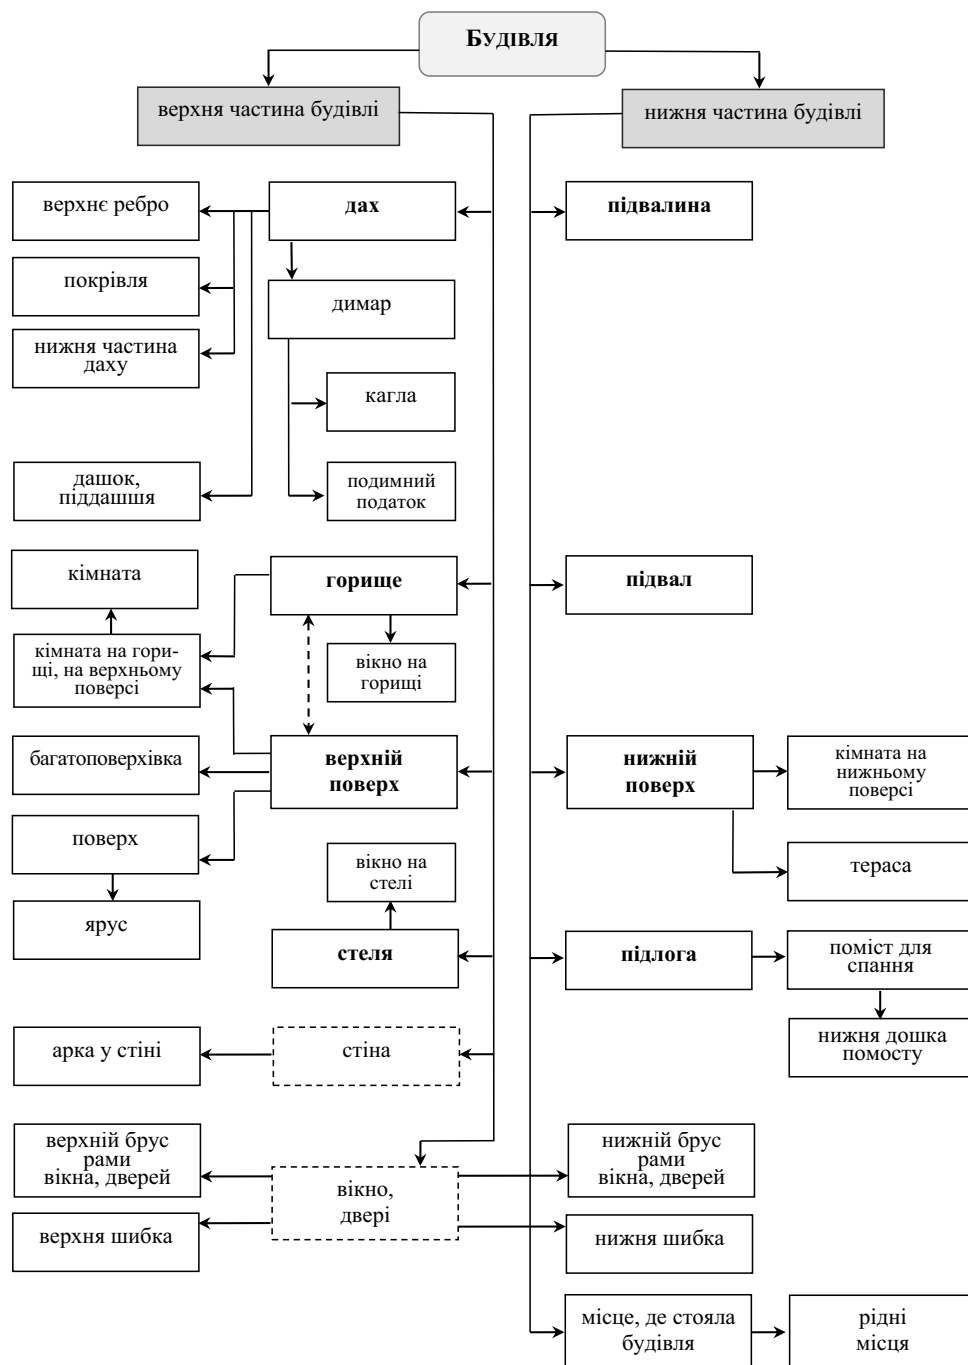 БУДІВЛЯ
верхня частина будівлі
нижня частина будівлі
верхнє ребро
дах
підвалина
покрівля
димар
нижня частина
даху
кагла
дашок,
піддашшя
подимний
податок
кімната
горище
підвал
кімната на гори-
щі, на верхньому
поверсі
вікно на
горищі
багатоповерхівка
верхній
поверх
нижній
поверх
кімната на
нижньому
поверсі
поверх
вікно на
стелі
тераса
ярус
стеля
підлога
поміст для
спання
нижня дошка
помосту
арка у стіні
стіна
верхній брус
рами
вікна, дверей
вікно,
двері
нижній брус
рами
вікна, дверей
верхня шибка
нижня шибка
місце, де стояла
будівля
рідні
місця